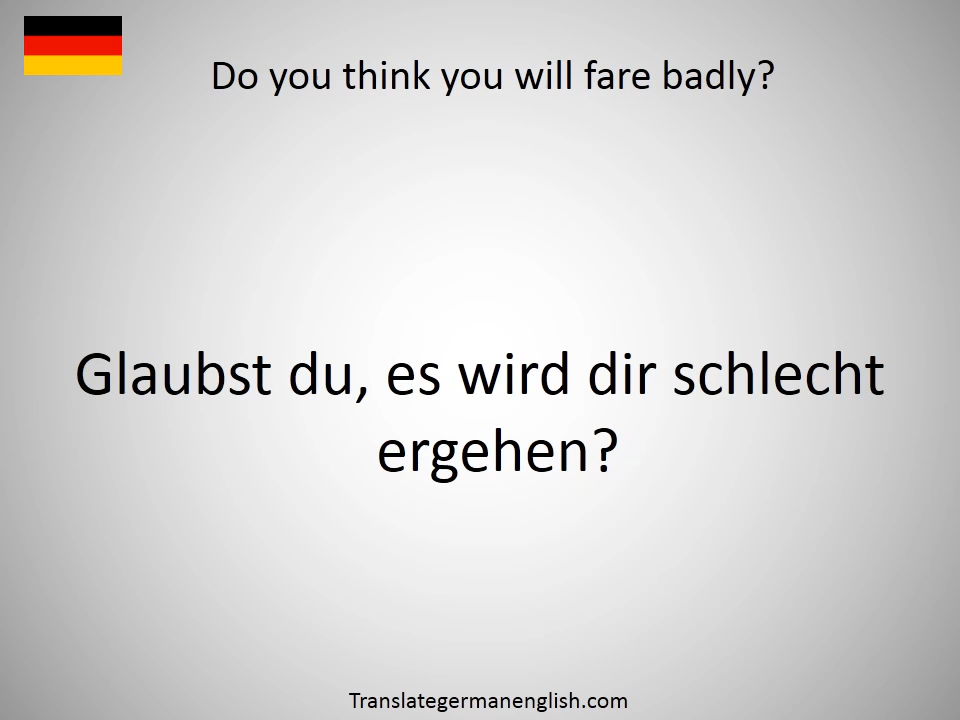 Do you think you will fare badly?
Glaubst du, es wird dir schlecht
ergehen?
Translategermanenglish.com